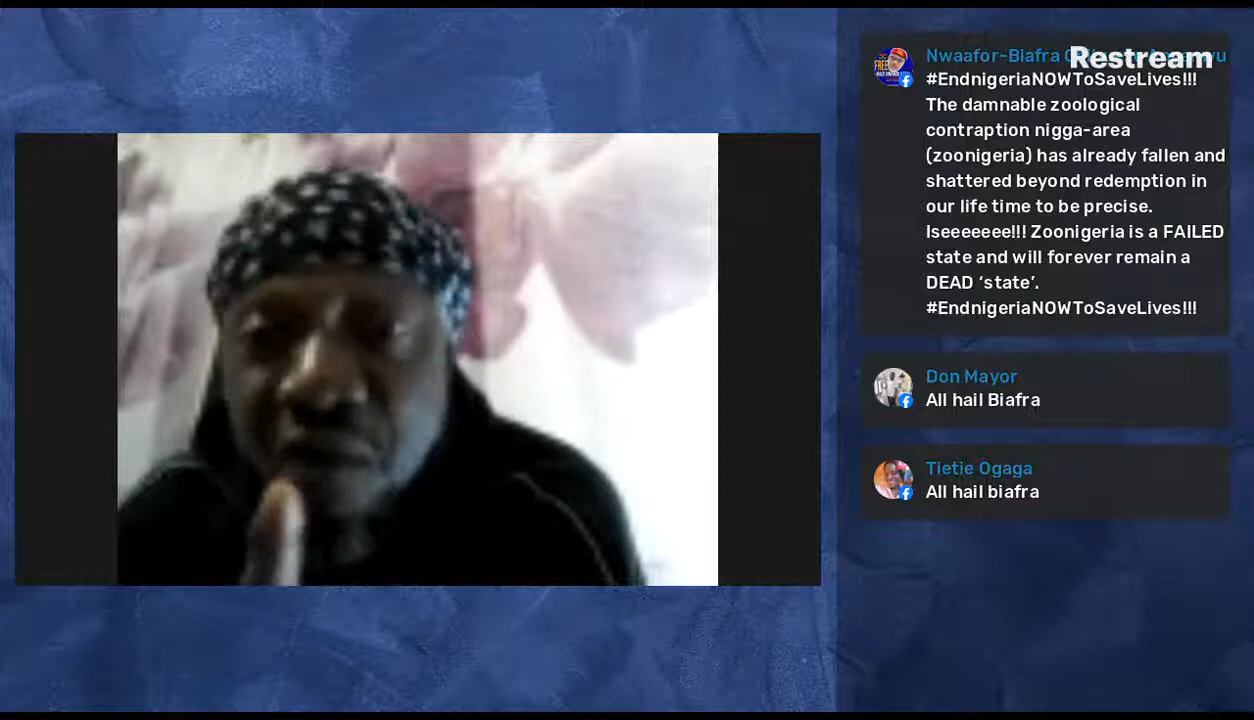 Nwaafor-Biafra
Restream
#EndnigeriaNOWToSaveLives!!!
The damnable zoological
contraption nigga-area
(zoonigeria) has already fallen and
shattered beyond redemption in
our life time to be precise.
Iseeeeeee!!! Zoonigeria is a FAILED
state and will forever remain a
DEAD ‘state’.
#EndnigeriaNOWToSaveLives!!!
Don Mayor
All hail Biafra
Tietie Ogaga
All hail biafra